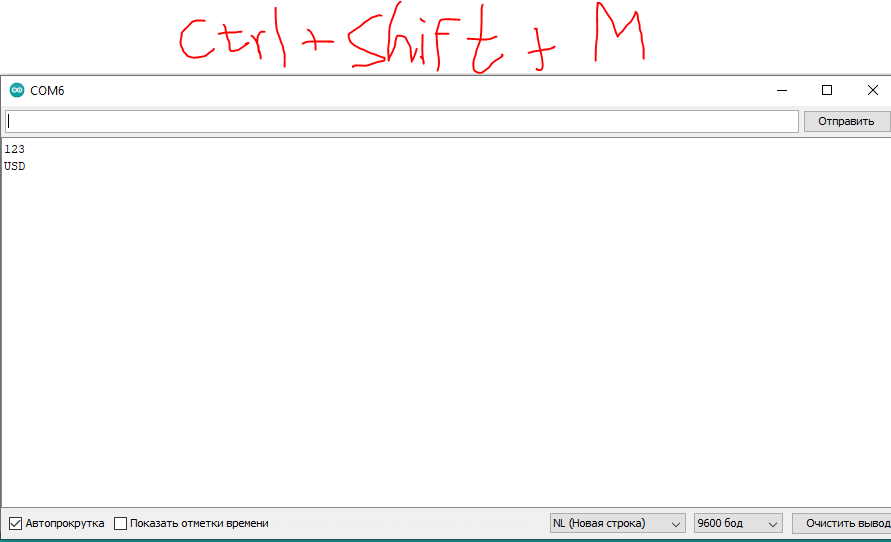 Ctrl + Shift + M
COM6
Отправить
123
USD
Автопрокрутка Показать отметки времени NL (Новая строка) 9600 бод Очистить вывод